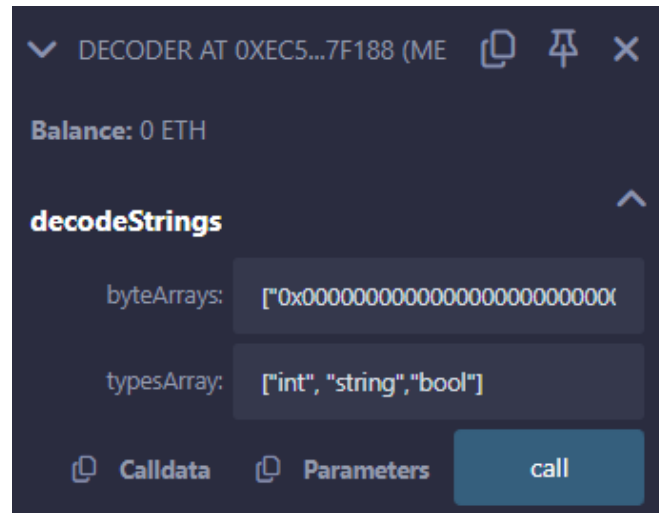 DECODER AT 0XEC5...7F188 (ME
Balance: 0 ETH
decodeStrings
byteArrays: ["0x000000000000000000000000
typesArray: ["int", "string","bool"]
Calldata Parameters call